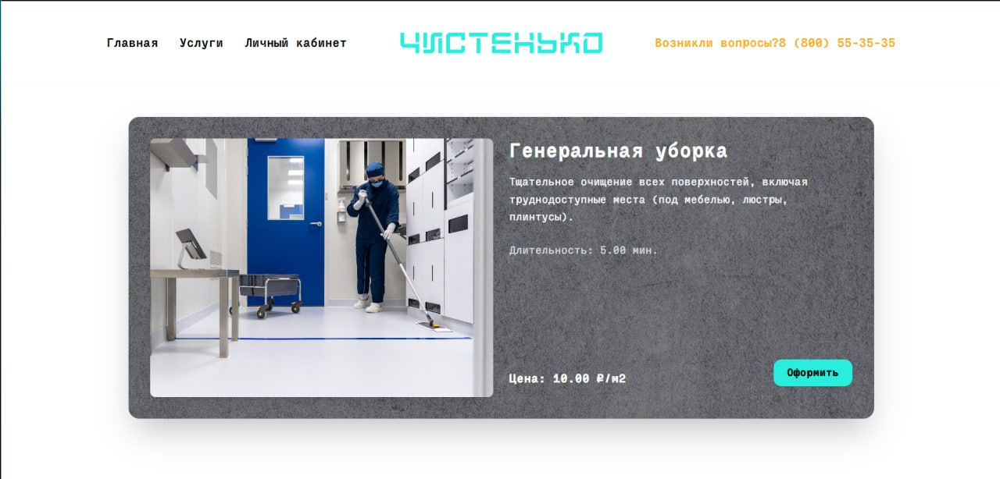 Главная Услуги Личный кабинет ЧИСТЕНЬКО Возникли вопросы?8 (800) 55-35-35
Генеральная уборка
Тщательное очищение всех поверхностей, включая
труднодоступные места (под мебелью, люстры,
плинтусы).
Длительность: 5.00 мин.
Цена: 10.00 ₽/м2
Оформить